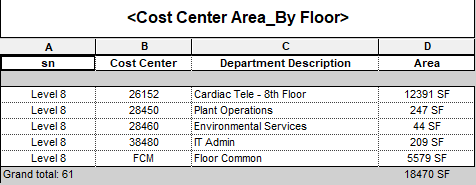 <Cost Center Area_By Floor>
A B C D
sn Cost Center Department Description Area
Level 8 26152 Cardiac Tele - 8th Floor 12391 SF
Level 8 28450 Plant Operations 247 SF
Level 8 28460 Environmental Services 44 SF
Level 8 38480 IT Admin 209 SF
Level 8 FCM Floor Common 5579 SF
Grand total: 61 18470 SF